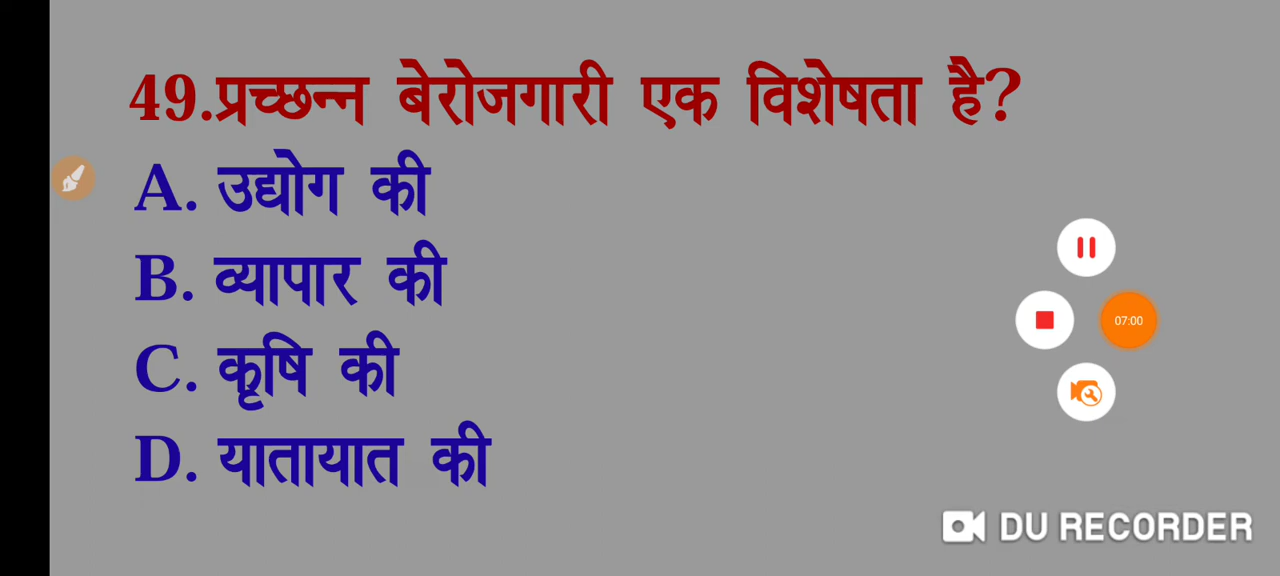 49.प्रच्छन्न बेरोजगारी एक विशेषता है?
A. उद्योग की
B. व्यापार की
C. कृषि की
D. यातायात की
07:00
DU RECORDER